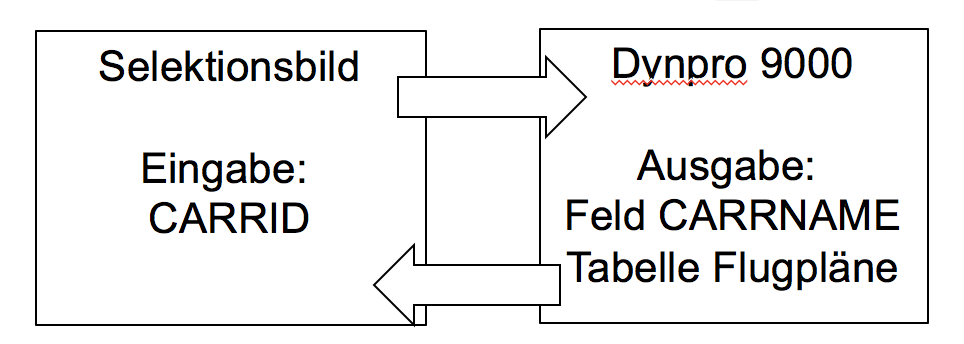 Selektionsbild
Eingabe:
CARRID
Dynpro 9000
Ausgabe:
Feld CARRNAME
Tabelle Flugpläne